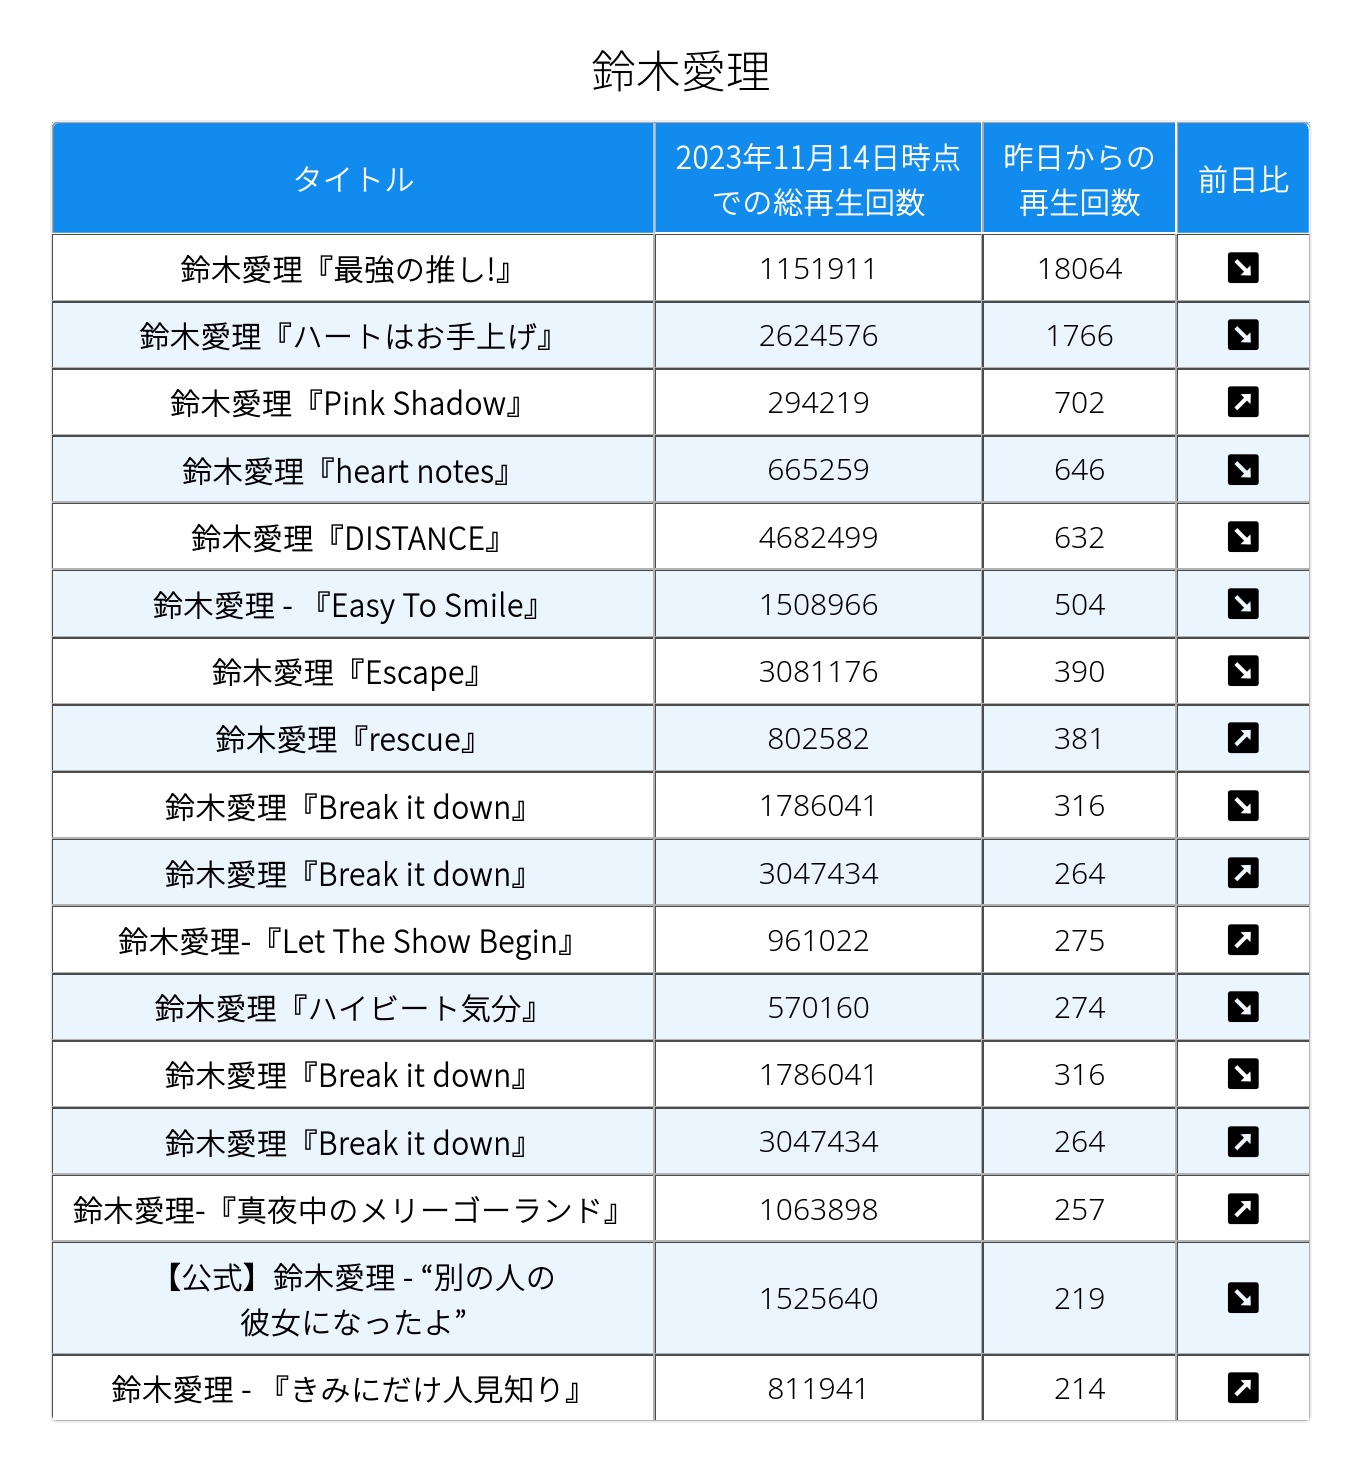 鈴木愛理
タイトル
2023年11月14日時点
での総再生回数
昨日からの
再生回数
前日比
鈴木愛理『最強の推し!』 1151911 18064
鈴木愛理『ハートはお手上げ』 2624576 1766
鈴木愛理『Pink Shadow』 294219 702
鈴木愛理『heart notes』 665259 646
鈴木愛理『DISTANCE』 4682499 632
鈴木愛理 - 『Easy To Smile』 1508966 504
鈴木愛理『Escape』 3081176 390
鈴木愛理『rescue』 802582 381
鈴木愛理『Break it down』 1786041 316
鈴木愛理『Break it down』 3047434 264
鈴木愛理-『Let The Show Begin』 961022 275
鈴木愛理『ハイビート気分』 570160 274
鈴木愛理『Break it down』 1786041 316
鈴木愛理『Break it down』 3047434 264
鈴木愛理-『真夜中のメリーゴーランド』 1063898 257
【公式】鈴木愛理 - “別の人の
彼女になったよ” 1525640 219
鈴木愛理 - 『きみにだけ人見知り』 811941 214